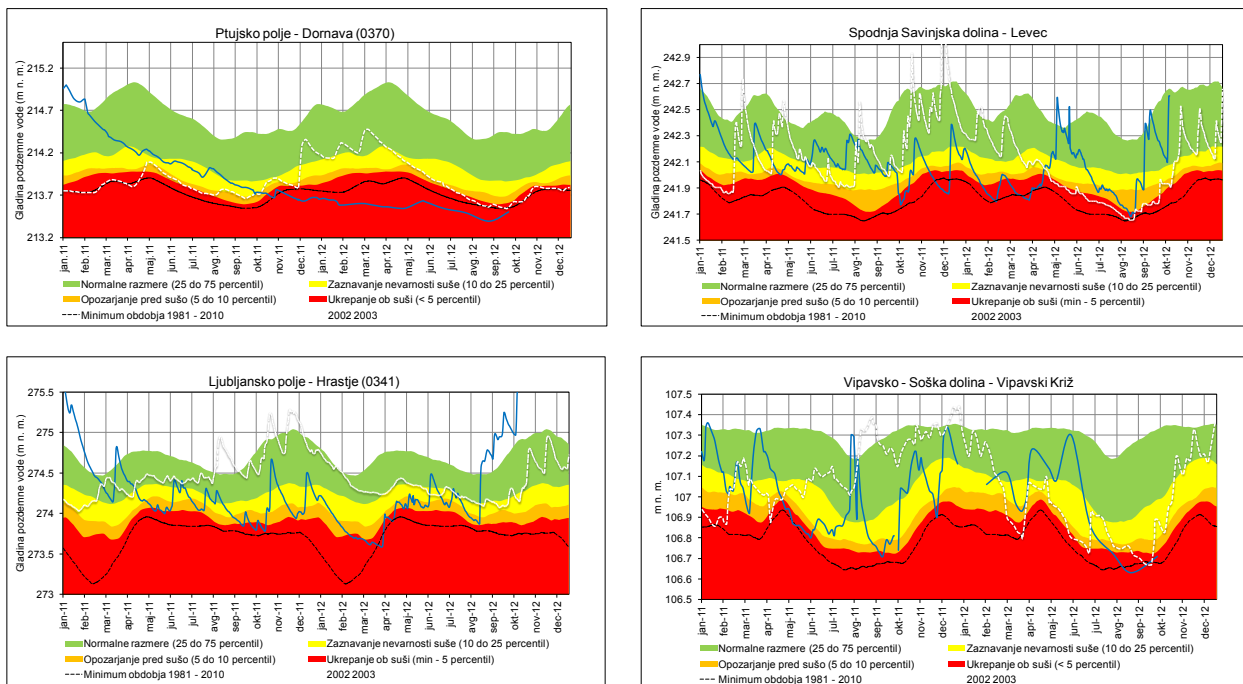 Ptujsko polje - Dornava (0370)
Gladina podzemne vode (m n. m.)
215.2
214.7
214.2
213.7
213.2
jan.11 feb.11 mar.11 apr.11 maj.11 jun.11 jul.11 avg.11 sep.11 okt.11 nov.11 dec.11 jan.12 feb.12 mar.12 apr.12 maj.12 jun.12 jul.12 avg.12 sep.12 okt.12 nov.12 dec.12
Normalne razmere (25 do 75 percentil) Zaznavanje nevarnosti suše (10 do 25 percentil)
Opozarjanje pred sušo (5 do 10 percentil) Ukrepanje ob suši (< 5 percentil)
Minimum obdobja 1981 - 2010 2002 2003
Spodnja Savinjska dolina - Levec
Gladina podzemne vode (m n. m.)
242.9
242.7
242.5
242.3
242.1
241.9
241.7
241.5
jan-11 feb-11 mar-11 apr-11 maj-11 jun-11 jul-11 avg-11 sep-11 okt-11 nov-11 dec-11 jan-12 feb-12 mar-12 apr-12 maj-12 jun-12 jul-12 avg-12 sep-12 okt-12 nov-12 dec-12
Normalne razmere (25 do 75 percentil) Zaznavanje nevarnosti suše (10 do 25 percentil)
Opozarjanje pred sušo (5 do 10 percentil) Ukrepanje ob suši (min - 5 percentil)
Minimum obdobja 1981 - 2010 2002 2003
Ljubljansko polje - Hrastje (0341)
Gladina podzemne vode (m n. m.)
275.5
275
274.5
274
273.5
273
jan-11 feb-11 mar-11 apr-11 maj-11 jun-11 jul-11 avg-11 sep-11 okt-11 nov-11 dec-11 jan-12 feb-12 mar-12 apr-12 maj-12 jun-12 jul-12 avg-12 sep-12 okt-12 nov-12 dec-12
Normalne razmere (25 do 75 percentil) Zaznavanje nevarnosti suše (10 do 25 percentil)
Opozarjanje pred sušo (5 do 10 percentil) Ukrepanje ob suši (min - 5 percentil)
Minimum obdobja 1981 - 2010 2002 2003
Vipavsko - Soška dolina - Vipavski Križ
m n. m.
107.5
107.4
107.3
107.2
107.1
107
106.9
106.8
106.7
106.6
106.5
jan-11 feb-11 mar-11 apr-11 maj-11 jun-11 jul-11 avg-11 sep-11 okt-11 nov-11 dec-11 jan-12 feb-12 mar-12 apr-12 maj-12 jun-12 jul-12 avg-12 sep-12 okt-12 nov-12 dec-12
Normalne razmere (25 do 75 percentil) Zaznavanje nevarnosti suše (10 do 25 percentil)
Opozarjanje pred sušo (5 do 10 percentil) Ukrepanje ob suši (< 5 percentil)
Minimum obdobja 1981 - 2010 2002 2003